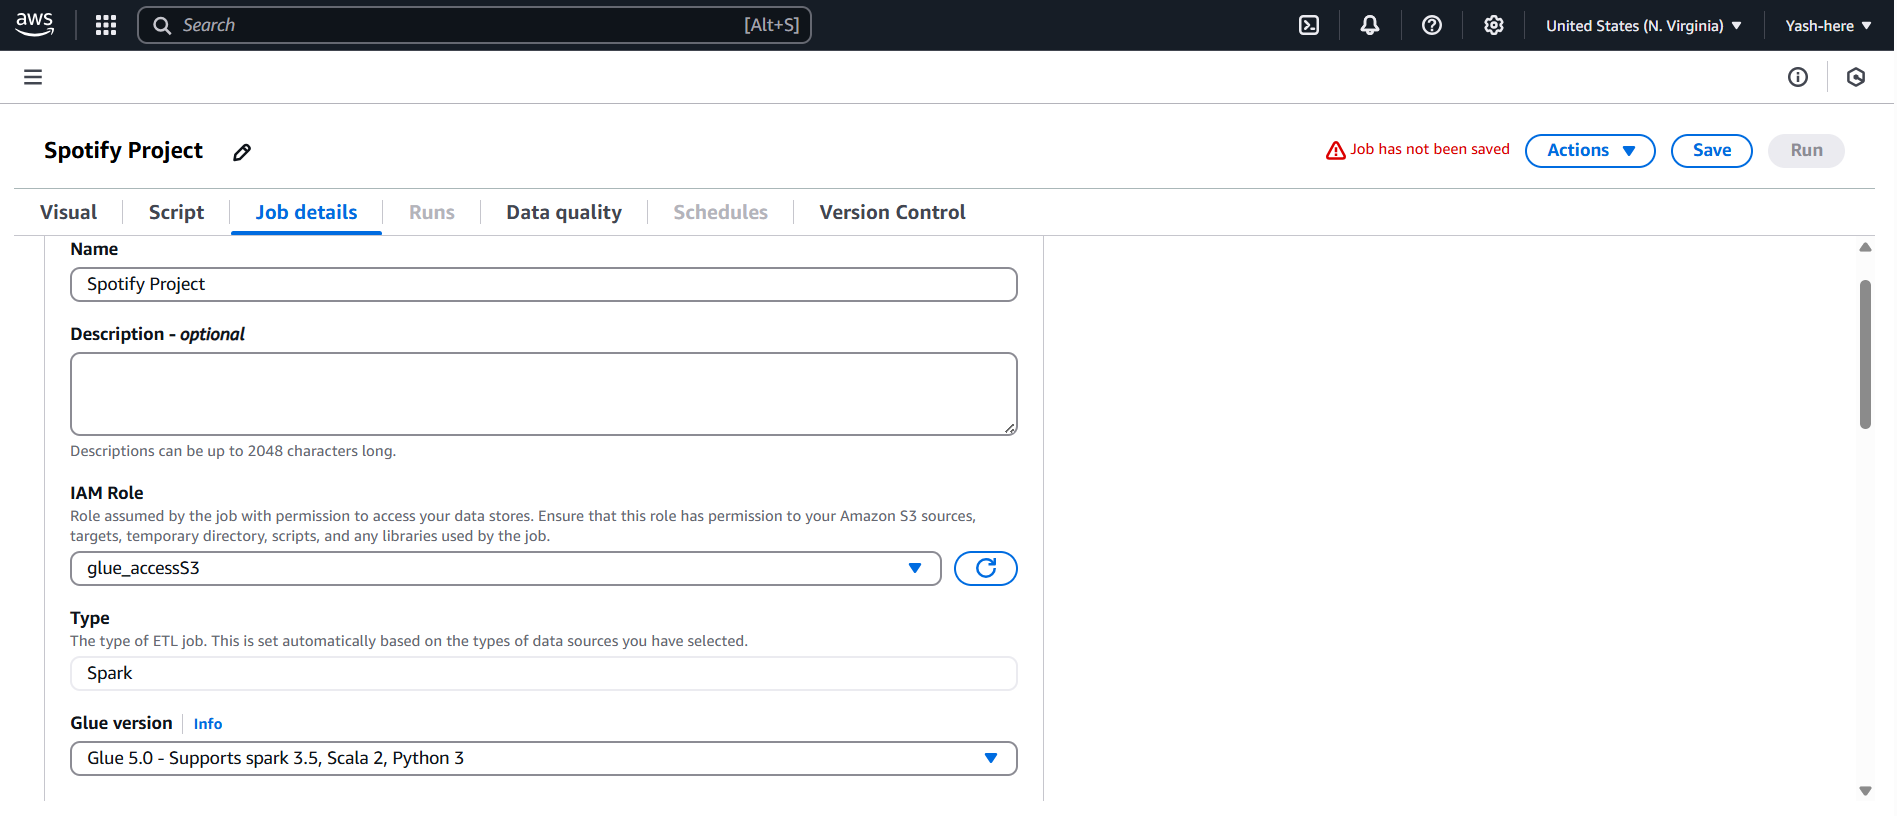 aws
Search [Alt+S]
United States (N. Virginia)
Yash-here
Spotify Project
Job has not been saved
Actions
Save
Run
Visual
Script
Job details
Runs
Data quality
Schedules
Version Control
Name
Spotify Project
Description - optional
Descriptions can be up to 2048 characters long.
IAM Role
Role assumed by the job with permission to access your data stores. Ensure that this role has permission to your Amazon S3 sources,
targets, temporary directory, scripts, and any libraries used by the job.
glue_accessS3
Type
The type of ETL job. This is set automatically based on the types of data sources you have selected.
Spark
Glue version Info
Glue 5.0 - Supports spark 3.5, Scala 2, Python 3